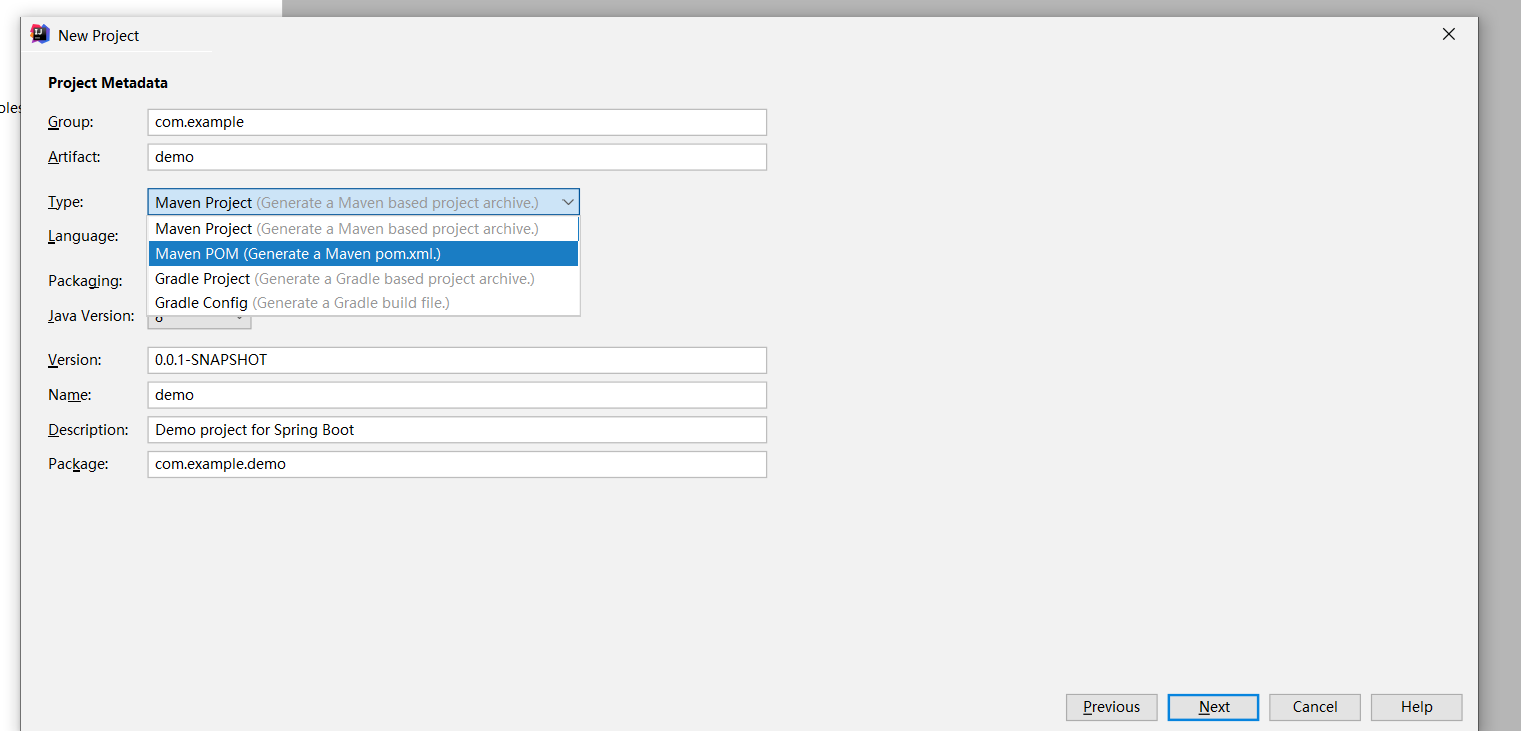 New Project
Project Metadata
Group: com.example
Artifact: demo
Type: Maven Project (Generate a Maven based project archive.)
Maven Project (Generate a Maven based project archive.)
Language:
Maven POM (Generate a Maven pom.xml.)
Packaging: Gradle Project (Generate a Gradle based project archive.)
Gradle Config (Generate a Gradle build file.)
Java Version: 8
Version: 0.0.1-SNAPSHOT
Name: demo
Description: Demo project for Spring Boot
Package: com.example.demo
Previous Next Cancel Help